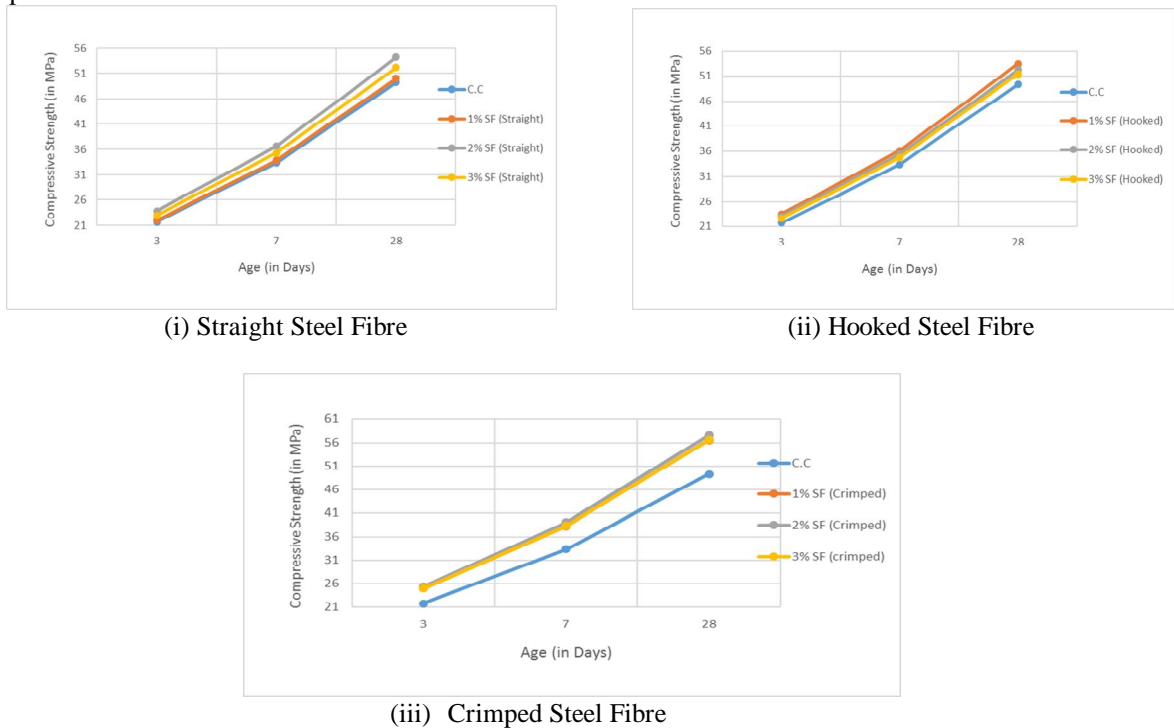 Compressive Strength (in MPa)
56
51
46
41
36
31
26
21
3
7
28
Age (in Days)
C.C
1% SF (Straight)
2% SF (Straight)
3% SF (Straight)
(i) Straight Steel Fibre
Compressive Strength (in MPa)
56
51
46
41
36
31
26
21
3
7
28
Age (in Days)
C.C
1% SF (Hooked)
2% SF (Hooked)
3% SF (Hooked)
(ii) Hooked Steel Fibre
Compressive Strength (in MPa)
61
56
51
46
41
36
31
26
21
3
7
28
Age (in Days)
C.C
1% SF (Crimped)
2% SF (Crimped)
3% SF (crimped)
(iii) Crimped Steel Fibre